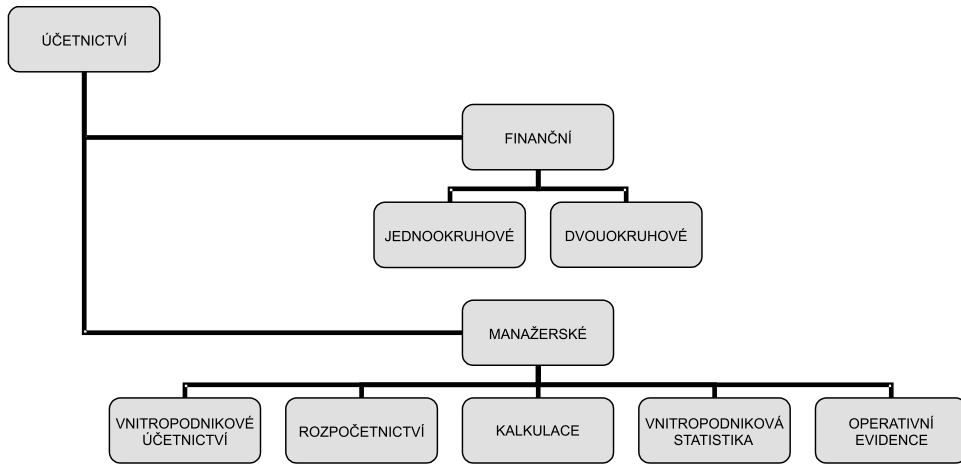 ÚČETNICTVÍ
FINANČNÍ
JEDNOOKRUHOVÉ
DVOUOKRUHOVÉ
MANAŽERSKÉ
VNITROPODNIKOVÉ
ÚČETNICTVÍ
ROZPOČETNICTVÍ
KALKULACE
VNITROPODNIKOVÁ
STATISTIKA
OPERATIVNÍ
EVIDENCE